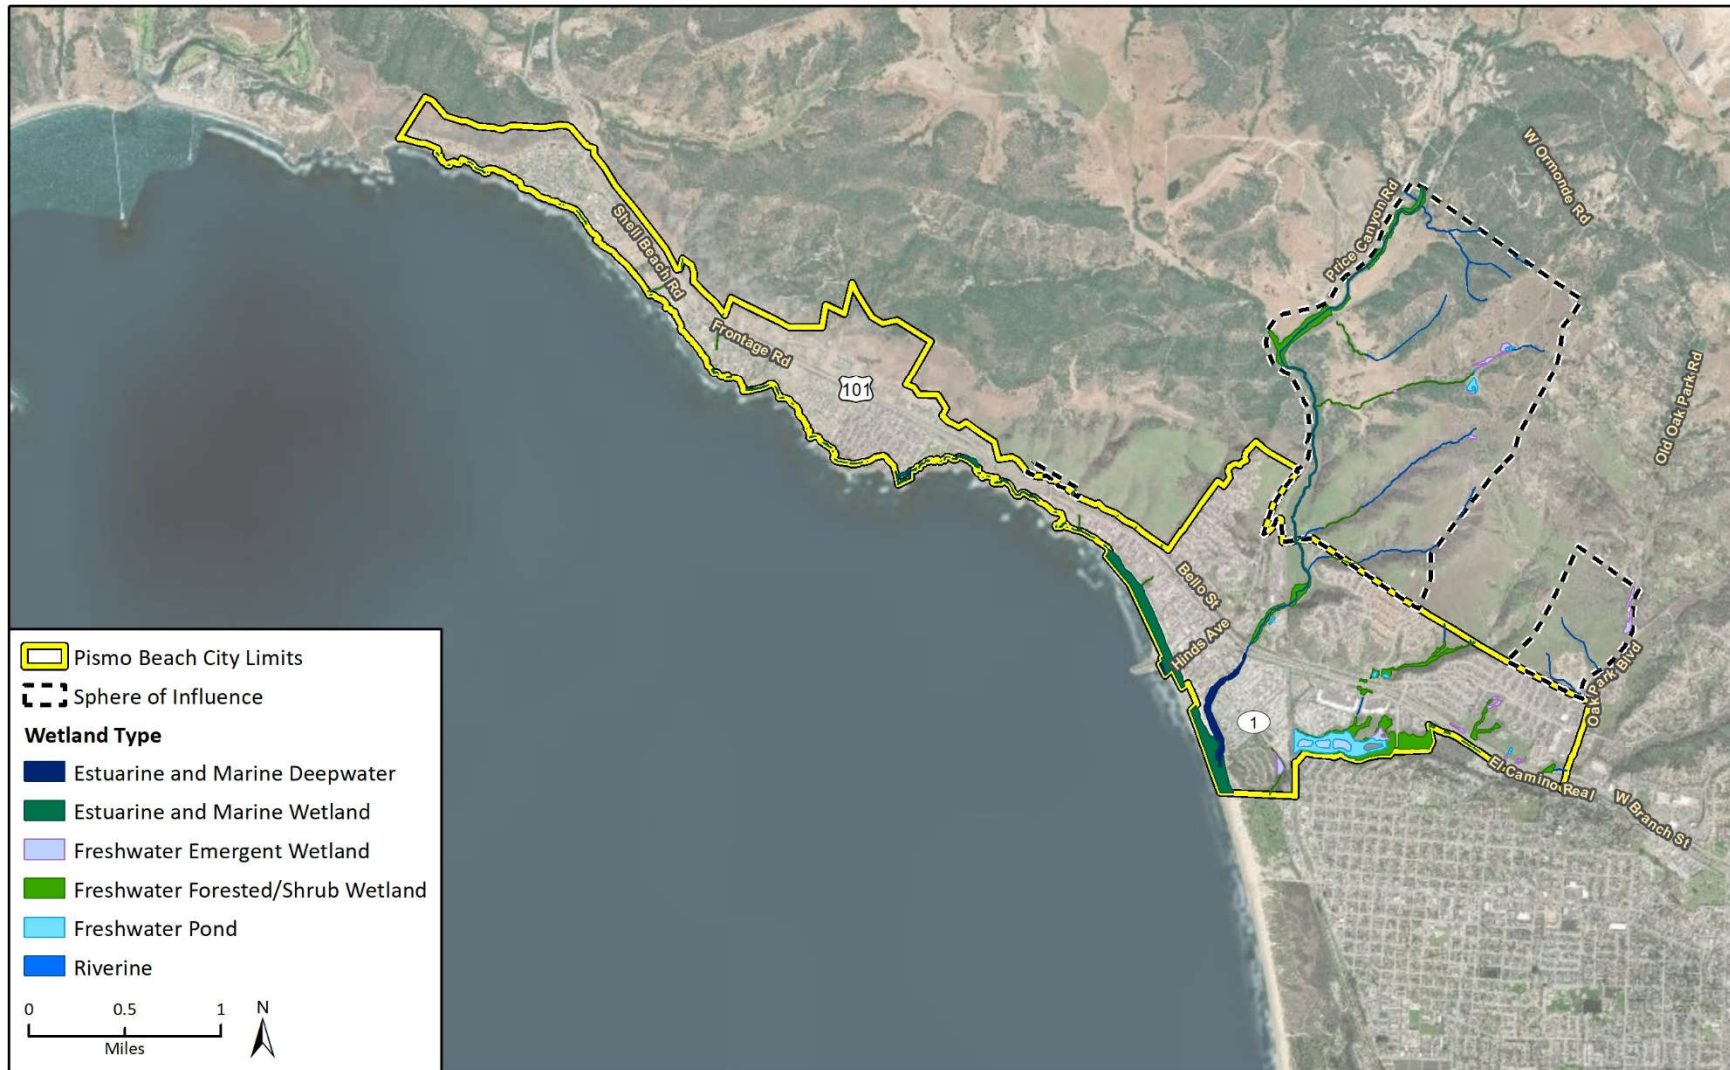 W Ormonde Rd
Price Canyon Rd
Shell Beach Rd
Frontage Rd
101
Old Oak Park Rd
Bello St
Hinds Ave
Oak Park Blvd
1
El Camino Real
W Branch St
Pismo Beach City Limits
Sphere of Influence
Wetland Type
Estuarine and Marine Deepwater
Estuarine and Marine Wetland
Freshwater Emergent Wetland
Freshwater Forested/Shrub Wetland
Freshwater Pond
Riverine
0 0.5 1
Miles
N